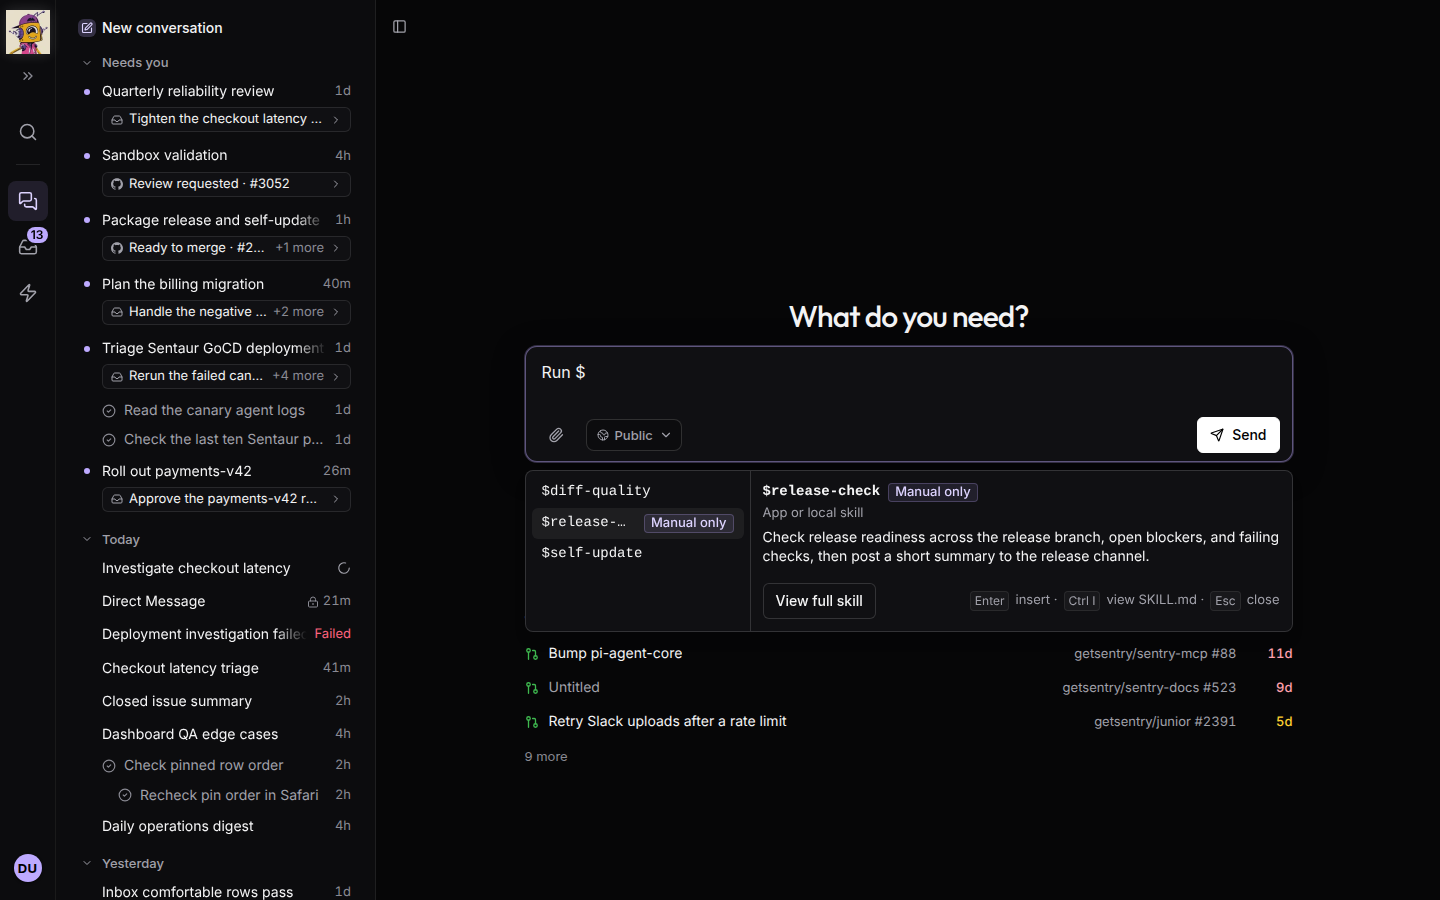 New conversation
Needs you
Quarterly reliability review 1d
Tighten the checkout latency ...
Sandbox validation 4h
Review requested · #3052
Package release and self-update 1h
Ready to merge · #2... +1 more
Plan the billing migration 40m
Handle the negative ... +2 more
Triage Sentaur GoCD deployment 1d
Rerun the failed can... +4 more
Read the canary agent logs 1d
Check the last ten Sentaur p... 1d
Roll out payments-v42 26m
Approve the payments-v42 r...
Today
Investigate checkout latency
Direct Message 21m
Deployment investigation failed Failed
Checkout latency triage 41m
Closed issue summary 2h
Dashboard QA edge cases 4h
Check pinned row order 2h
Recheck pin order in Safari 2h
Daily operations digest 4h
Yesterday
Inbox comfortable rows pass 1d
13
DU
What do you need?
Run $
Public
Send
$diff-quality
$release-... Manual only
$self-update
$release-check Manual only
App or local skill
Check release readiness across the release branch, open blockers, and failing
checks, then post a short summary to the release channel.
View full skill
Enter insert · Ctrl I view SKILL.md · Esc close
Bump pi-agent-core getsentry/sentry-mcp #88 11d
Untitled getsentry/sentry-docs #523 9d
Retry Slack uploads after a rate limit getsentry/junior #2391 5d
9 more